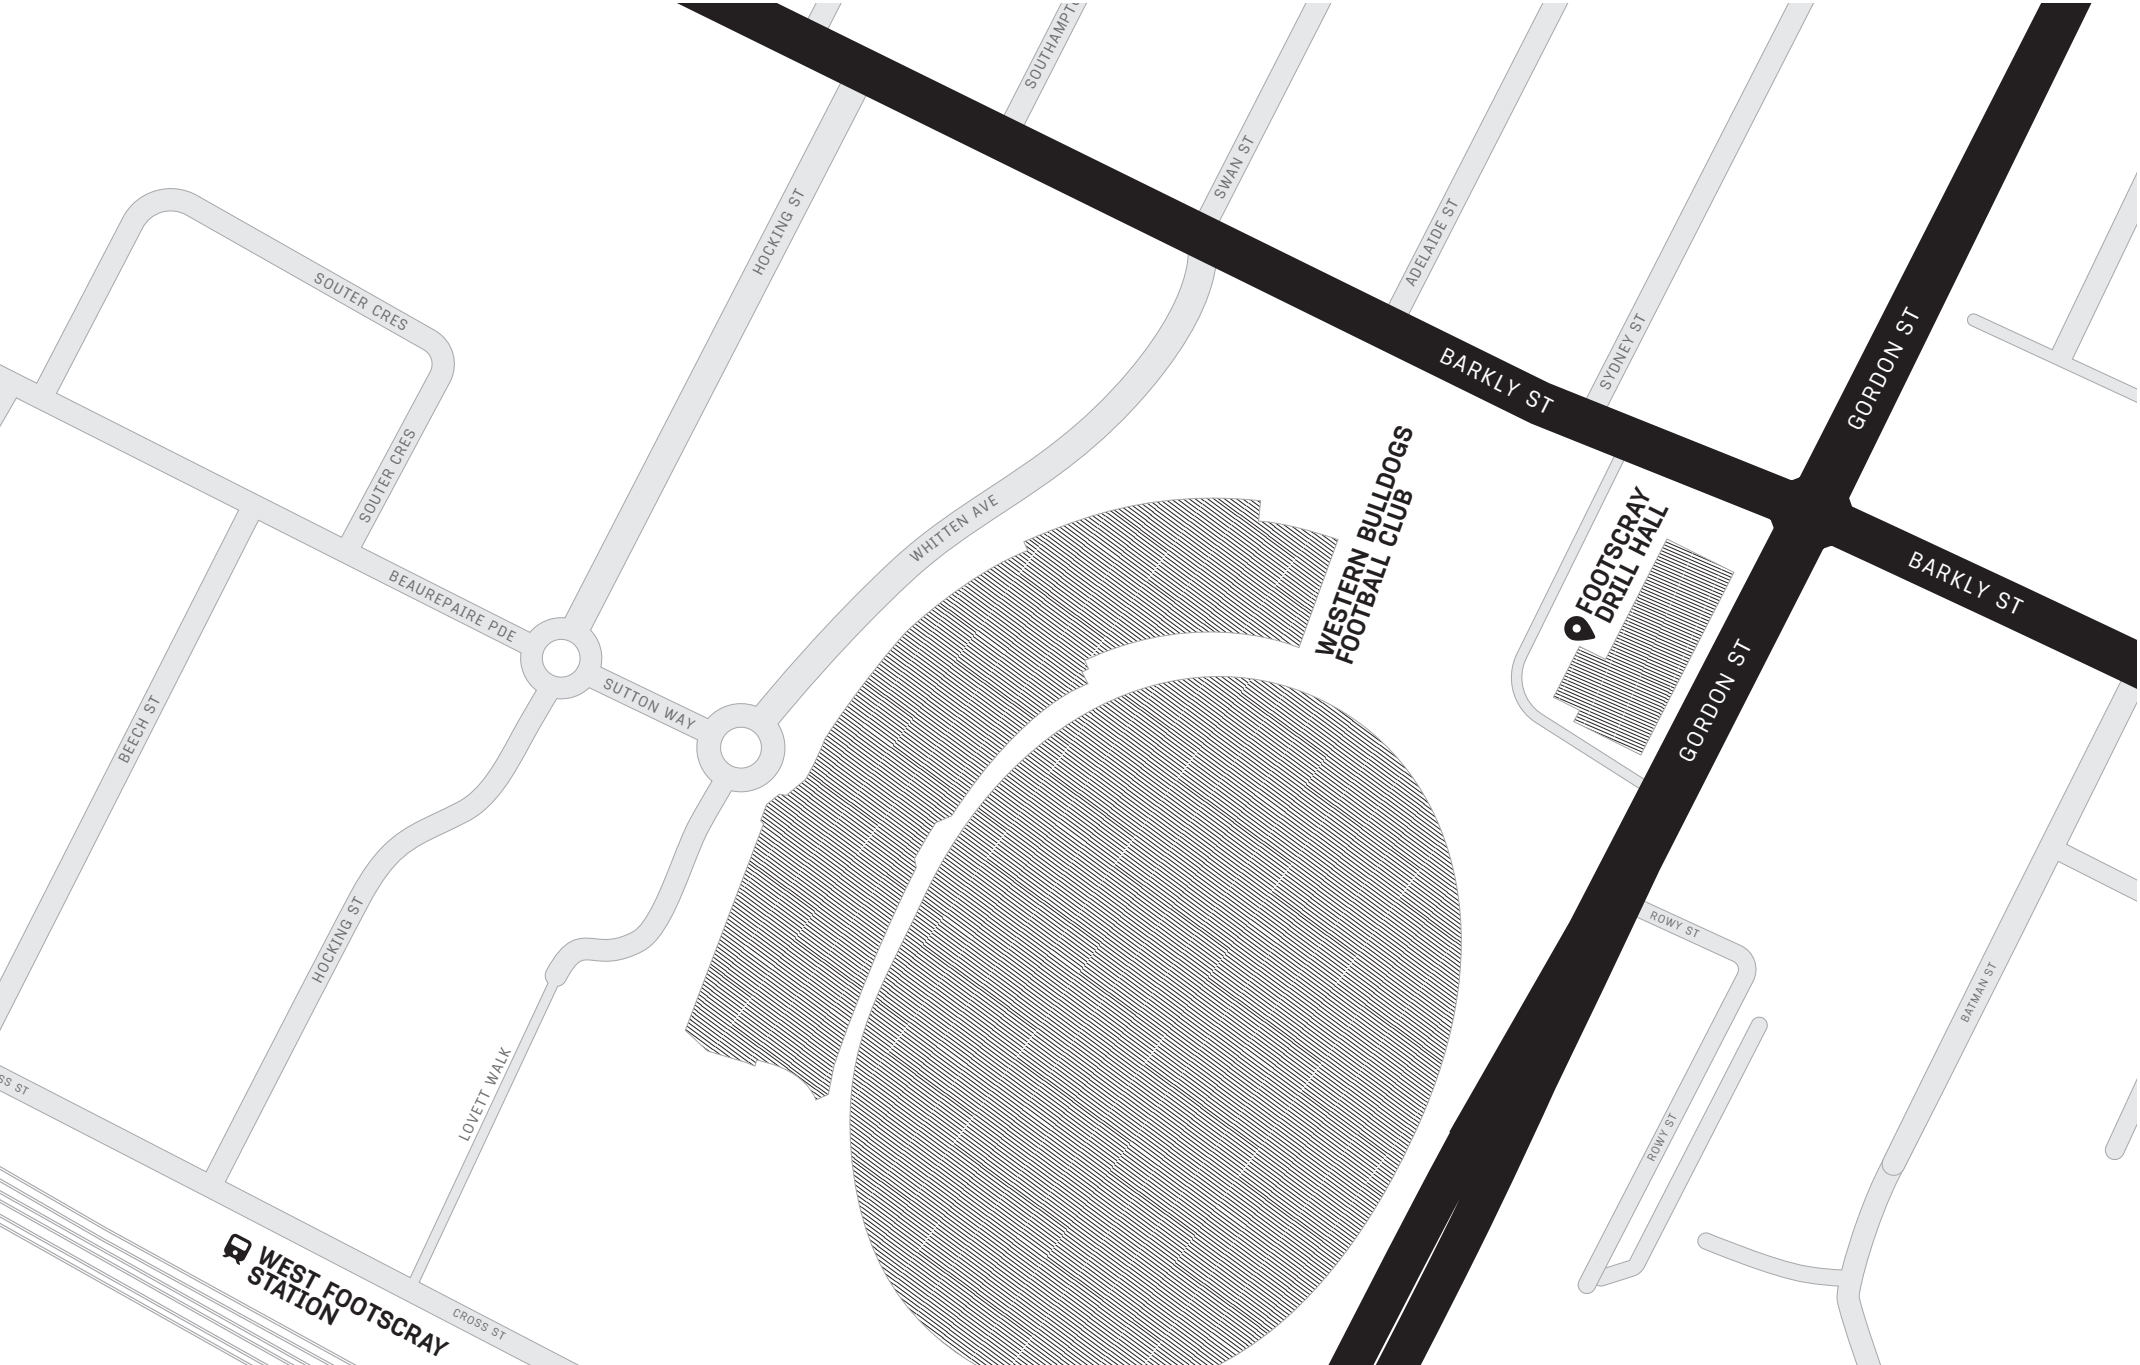 SOUTHAMPT
SWAN ST
HOCKING ST
ADELAIDE ST
SOUTER CRES
SYDNEY ST
BARKLY ST
GORDON ST
SOUTER CRES
WESTERN BULLDOGS
FOOTBALL CLUB
WHITTEN AVE
FOOTSCRAY
DRILL HALL
BARKLY ST
BEAUREPAIRE PDE
SUTTON WAY
GORDON ST
BEECH ST
HOCKING ST
ROWY ST
BATMAN ST
SS ST
LOVETT WALK
ROWY ST
WEST FOOTSCRAY
STATION
CROSS ST